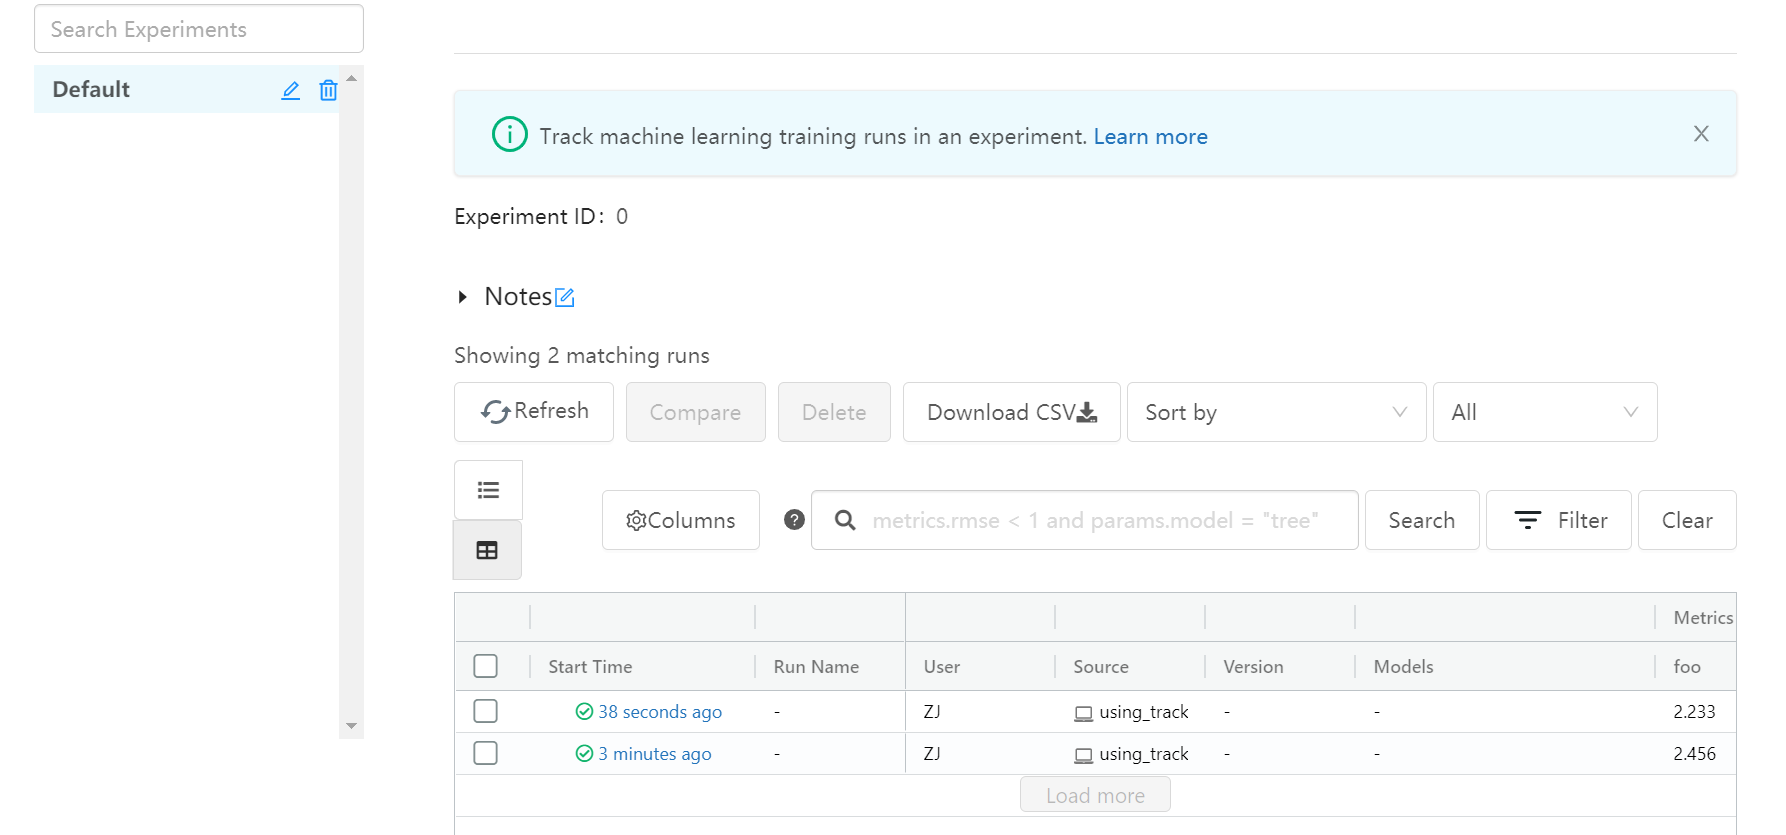 Search Experiments
Default
Track machine learning training runs in an experiment. Learn more
Experiment ID: 0
Notes
Showing 2 matching runs
Refresh Compare Delete Download CSV Sort by All
Columns ? metrics.rmse < 1 and params.model = "tree" Search Filter Clear
Metrics
Start Time Run Name User Source Version Models foo
38 seconds ago - ZJ using_track - - 2.233
3 minutes ago - ZJ using_track - - 2.456
Load more